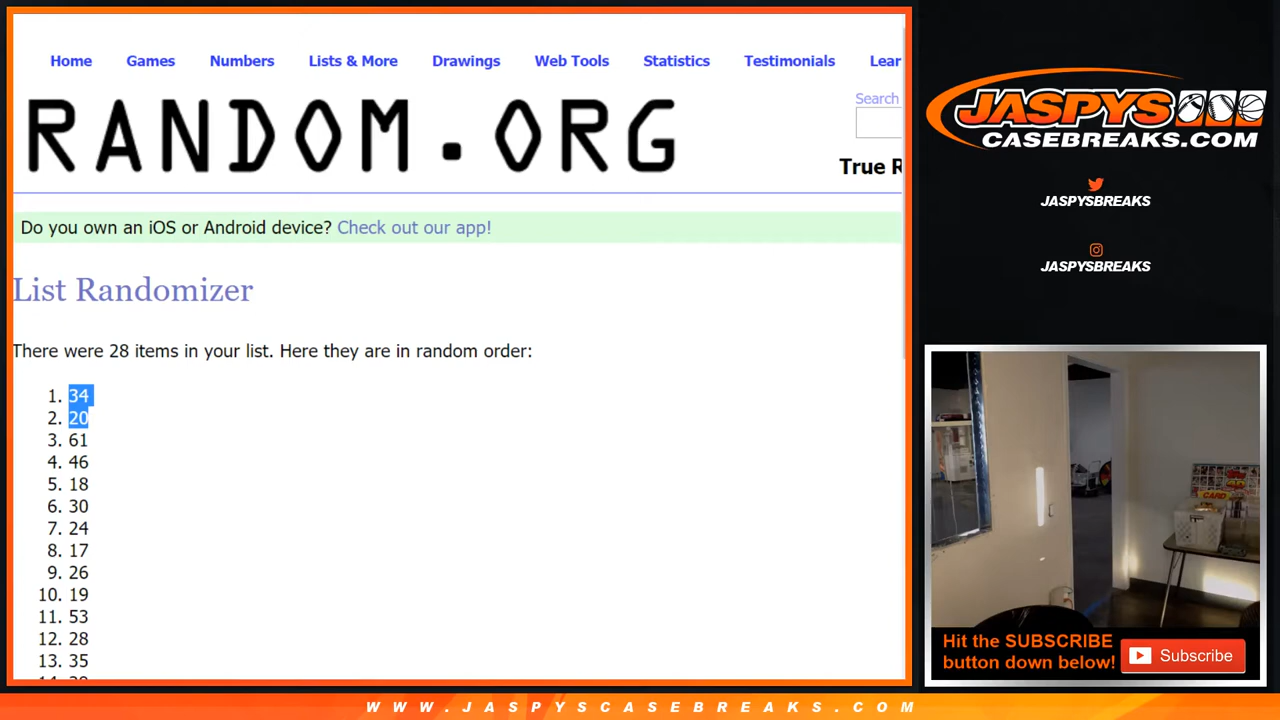 Home Games Numbers Lists & More Drawings Web Tools Statistics Testimonials Lear
RANDOM.ORG
Search
True R
Do you own an iOS or Android device? Check out our app!
List Randomizer
There were 28 items in your list. Here they are in random order:
1. 34
2. 20
3. 61
4. 46
5. 18
6. 30
7. 24
8. 17
9. 26
10. 19
11. 53
12. 28
13. 35
JASPYS
CASEBREAKS.COM
JASPYSBREAKS
JASPYSBREAKS
CARD
Hit the SUBSCRIBE
button down below!
Subscribe
WWW.JASPYSCASEBREAKS.COM